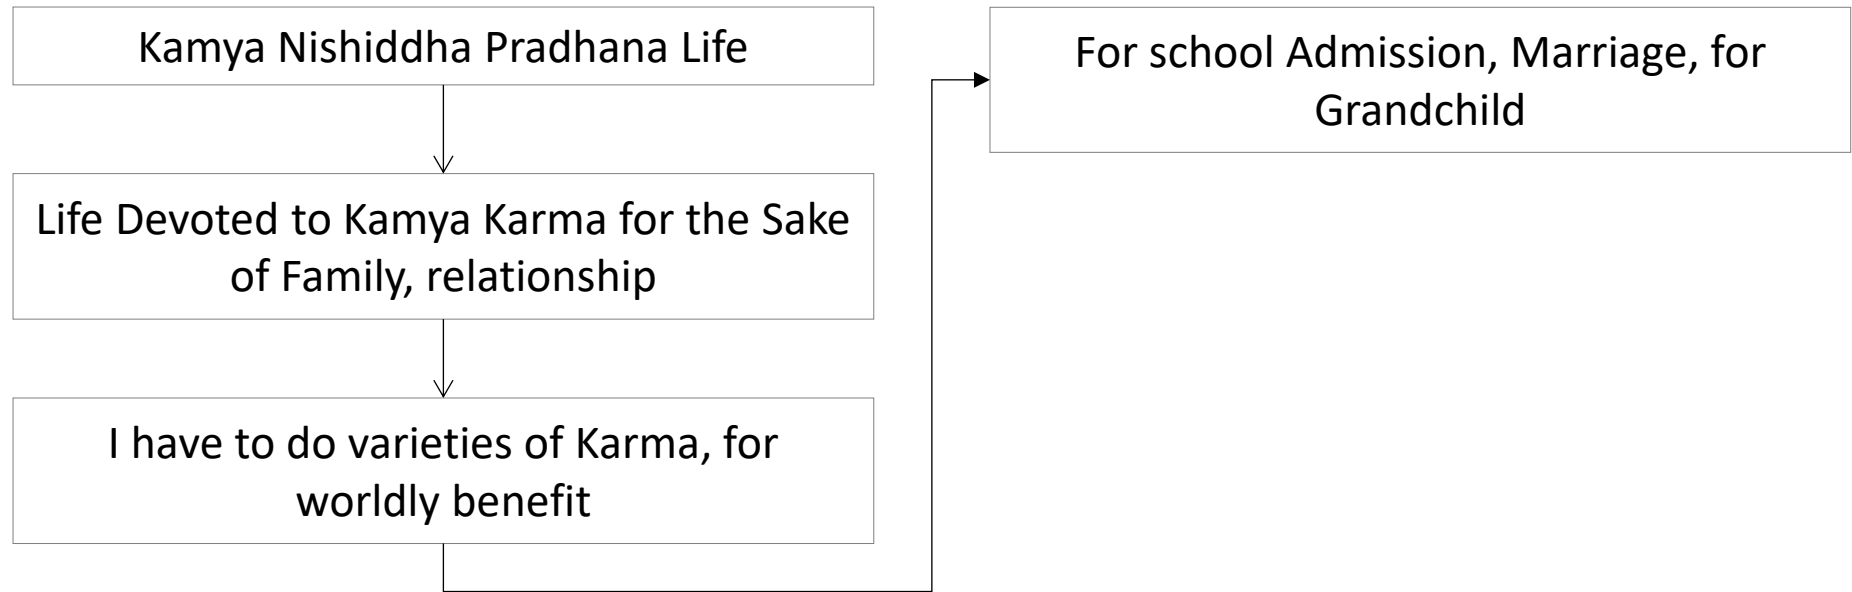 Kamya Nishiddha Pradhana Life
Life Devoted to Kamya Karma for the Sake
of Family, relationship
I have to do varieties of Karma, for
worldly benefit
For school Admission, Marriage, for
Grandchild